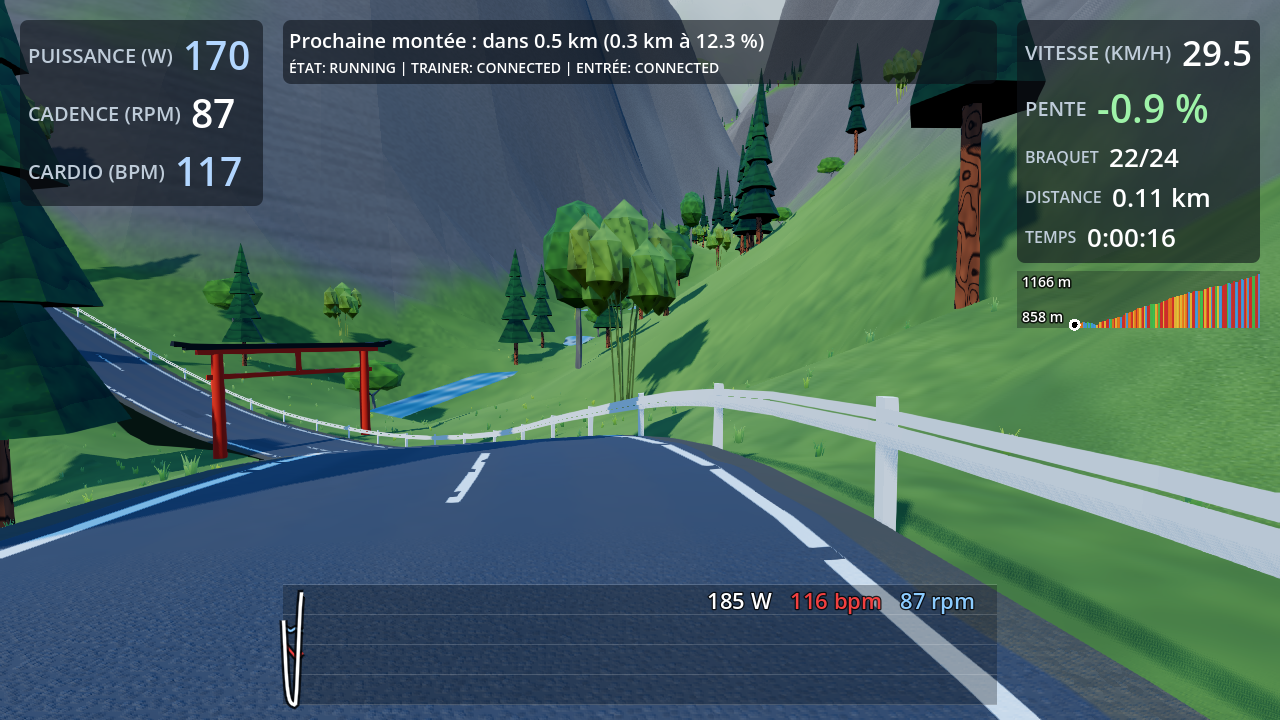 PUISSANCE (W) 170
CADENCE (RPM) 87
CARDIO (BPM) 117
Prochaine montée : dans 0.5 km (0.3 km à 12.3 %)
ÉTAT: RUNNING | TRAINER: CONNECTED | ENTRÉE: CONNECTED
VITESSE (KM/H) 29.5
PENTE -0.9 %
BRAQUET 22/24
DISTANCE 0.11 km
TEMPS 0:00:16
1166 m
858 m
185 W 116 bpm 87 rpm